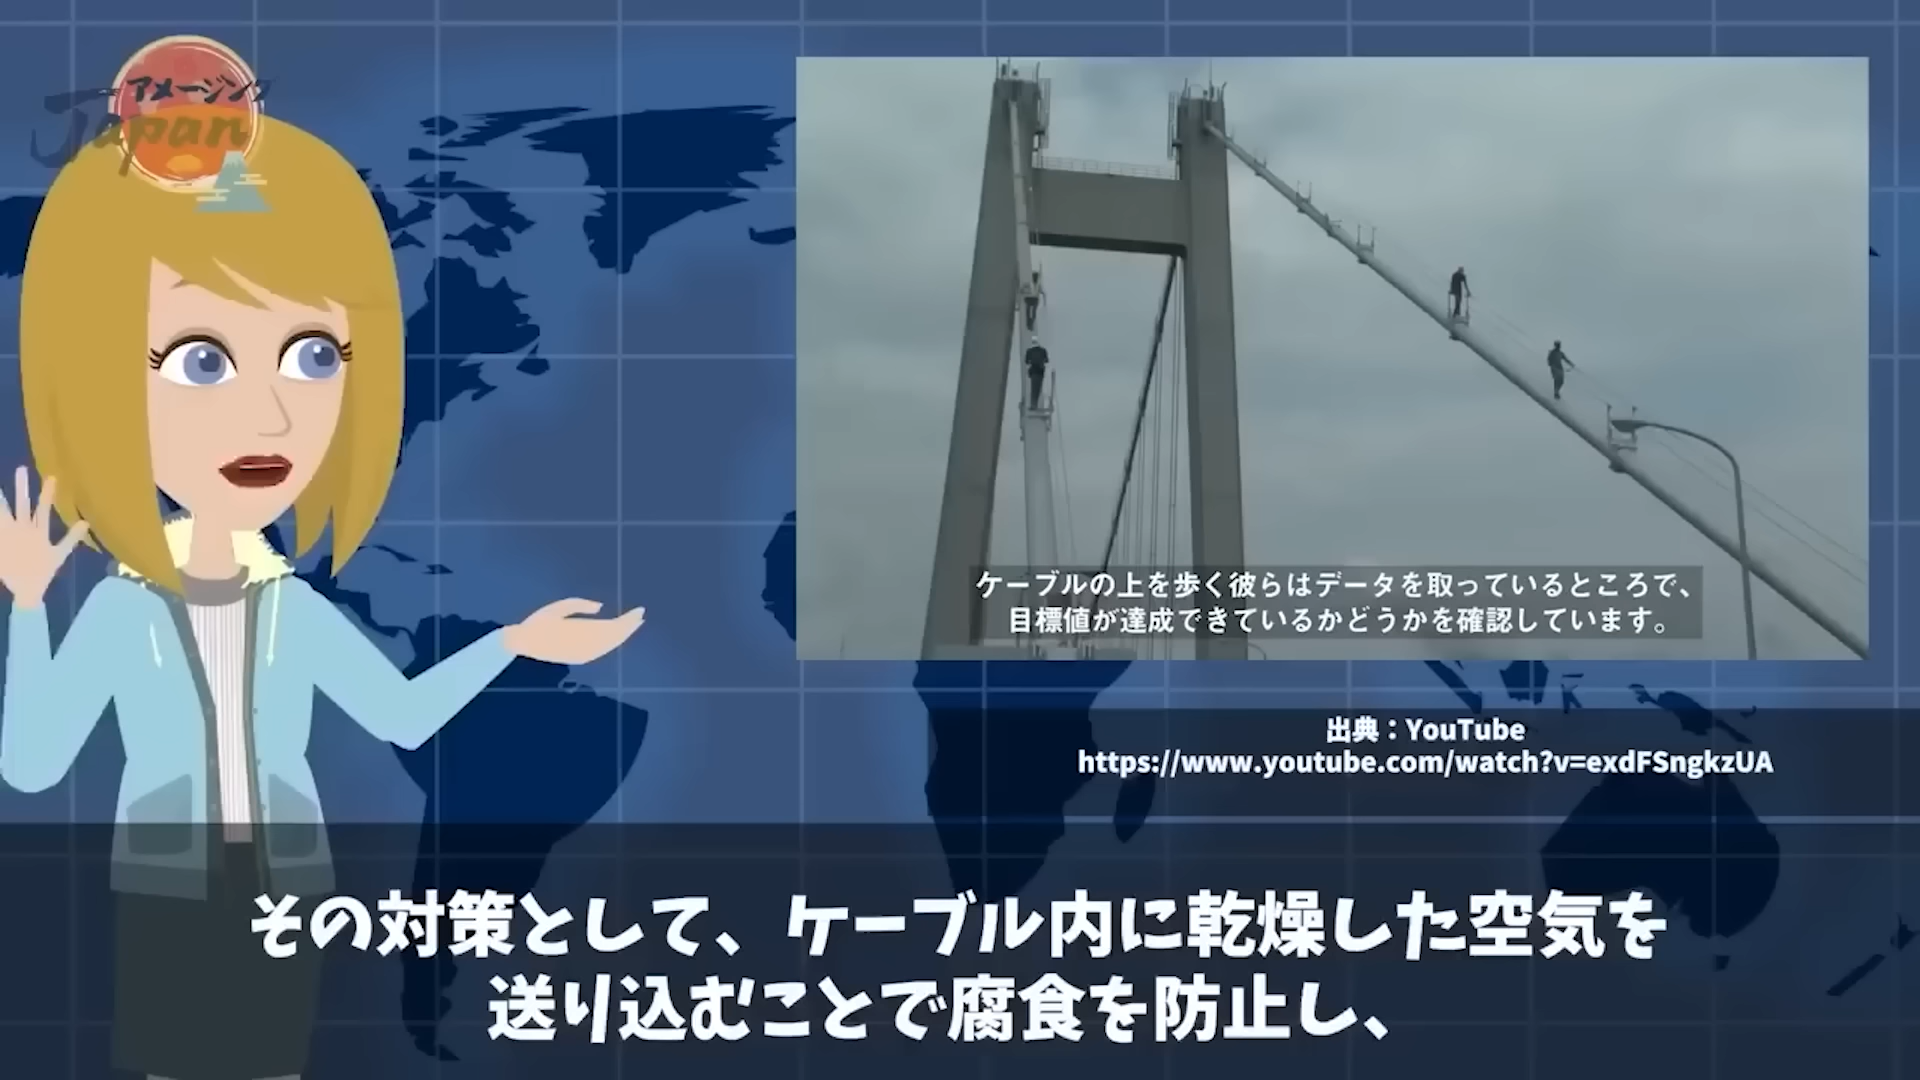 アメージング
Japan
ケーブルの上を歩く彼らはデータを取っているところで、
目標値が達成できているかどうかを確認しています。
出典：YouTube
https://www.youtube.com/watch?v=exdFSngkzUA
その対策として、ケーブル内に乾燥した空気を
送り込むことで腐食を防止し、